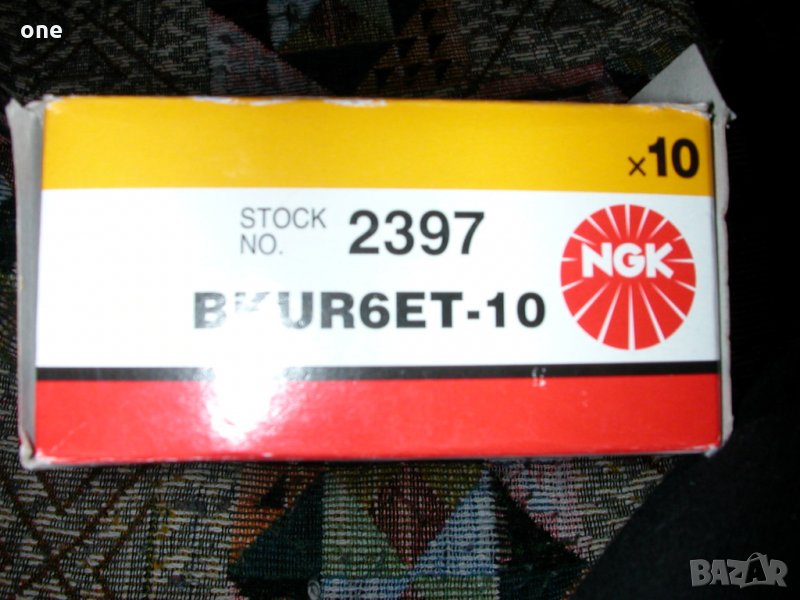 one
x10
STOCK
NO. 2397
NGK
BKUR6ET-10
BAZAR